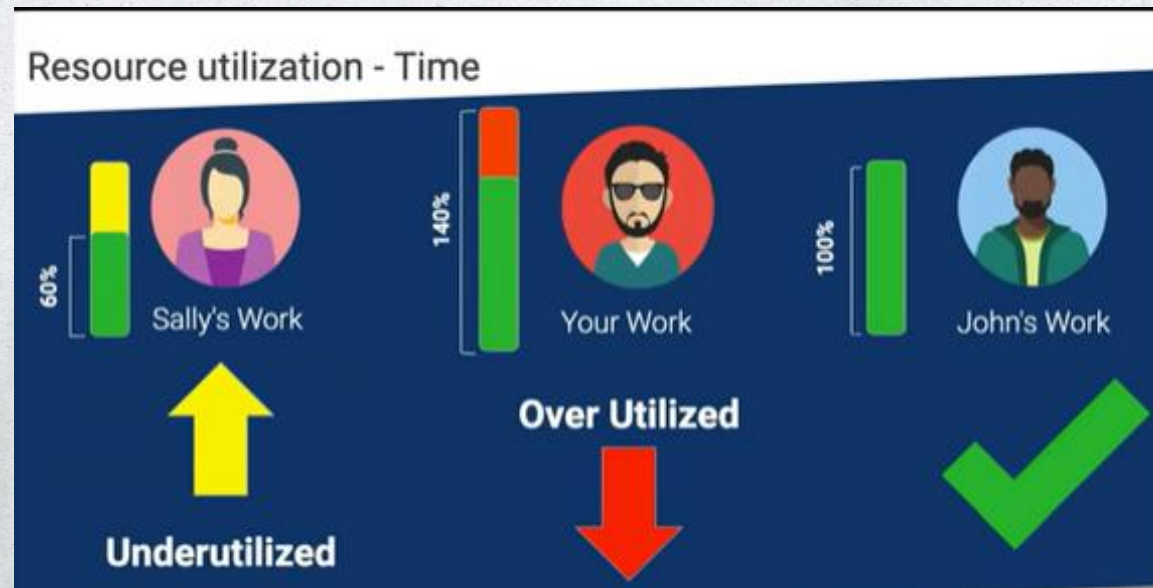 Resource utilization - Time
60%
Sally's Work
Underutilized
140%
Your Work
Over Utilized
100%
John's Work